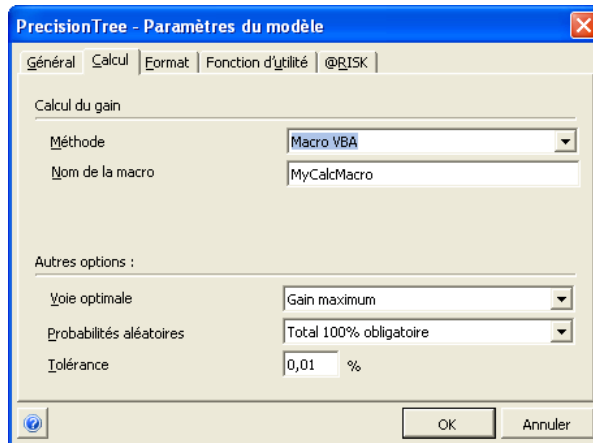 PrecisionTree - Paramètres du modèle
Général Calcul Format Fonction d'utilité @RISK
Calcul du gain
Méthode Macro VBA
Nom de la macro MyCalcMacro
Autres options :
Voie optimale Gain maximum
Probabilités aléatoires Total 100% obligatoire
Tolérance 0,01 %
OK Annuler